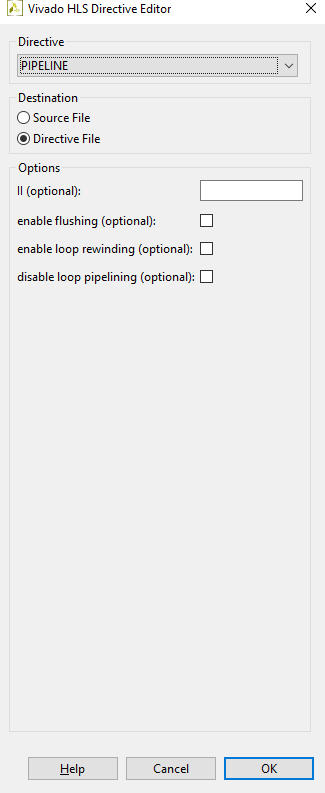 Vivado HLS Directive Editor
Directive
PIPELINE
Destination
Source File
Directive File
Options
II (optional):
enable flushing (optional):
enable loop rewinding (optional):
disable loop pipelining (optional):
Help
Cancel
OK